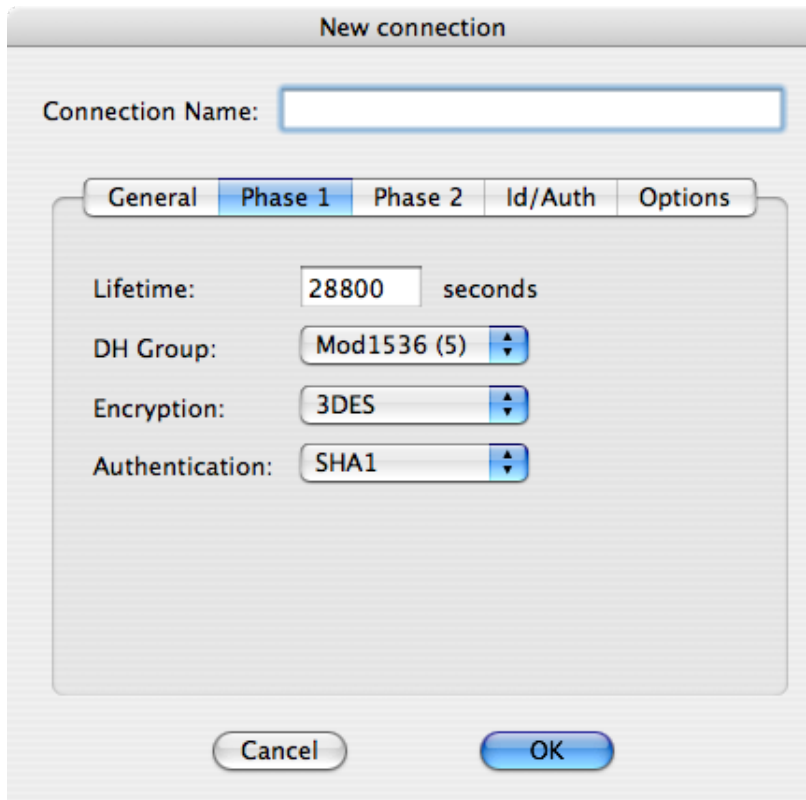 New connection
Connection Name:
General Phase 1 Phase 2 Id/Auth Options
Lifetime: 28800 seconds
DH Group: Mod1536 (5)
Encryption: 3DES
Authentication: SHA1
Cancel OK